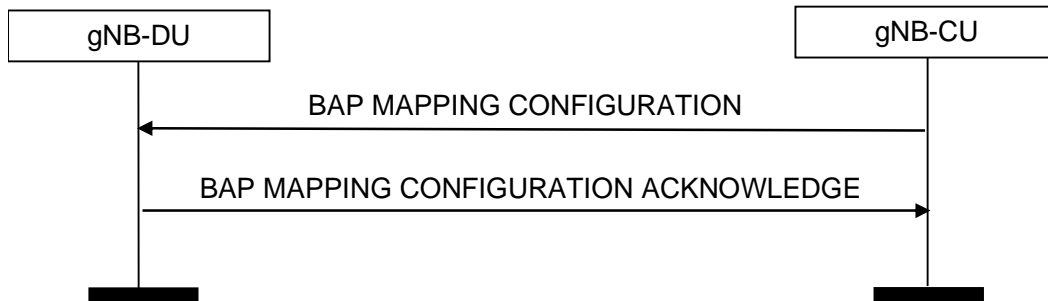 gNB-DU
gNB-CU
BAP MAPPING CONFIGURATION
BAP MAPPING CONFIGURATION ACKNOWLEDGE